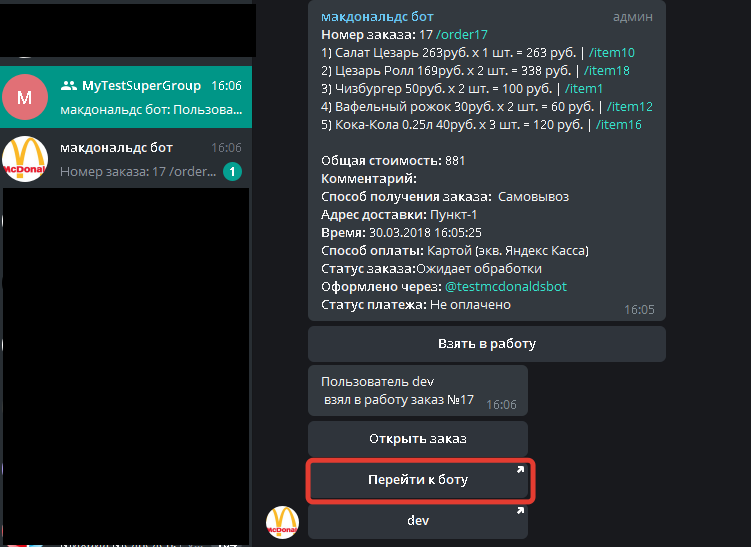 MyTestSuperGroup 16:06
макдональдс бот: Пользова...
макдональдс бот 16:06
Номер заказа: 17 /order... 1
M
McDonal
макдональдс бот админ
Номер заказа: 17 /order17
1) Салат Цезарь 263руб. x 1 шт. = 263 руб. | /item10
2) Цезарь Ролл 169руб. x 2 шт. = 338 руб. | /item18
3) Чизбургер 50руб. x 2 шт. = 100 руб. | /item1
4) Вафельный рожок 30руб. x 2 шт. = 60 руб. | /item12
5) Кока-Кола 0.25л 40руб. x 3 шт. = 120 руб. | /item16
Общая стоимость: 881
Комментарий:
Способ получения заказа: Самовывоз
Адрес доставки: Пункт-1
Время: 30.03.2018 16:05:25
Способ оплаты: Картой (экв. Яндекс Касса)
Статус заказа:Ожидает обработки
Оформлено через: @testmcdonaldsbot
Статус платежа: Не оплачено
16:05
Взять в работу
Пользователь dev
взял в работу заказ №17 16:06
Открыть заказ
Перейти к боту
dev
McDonal